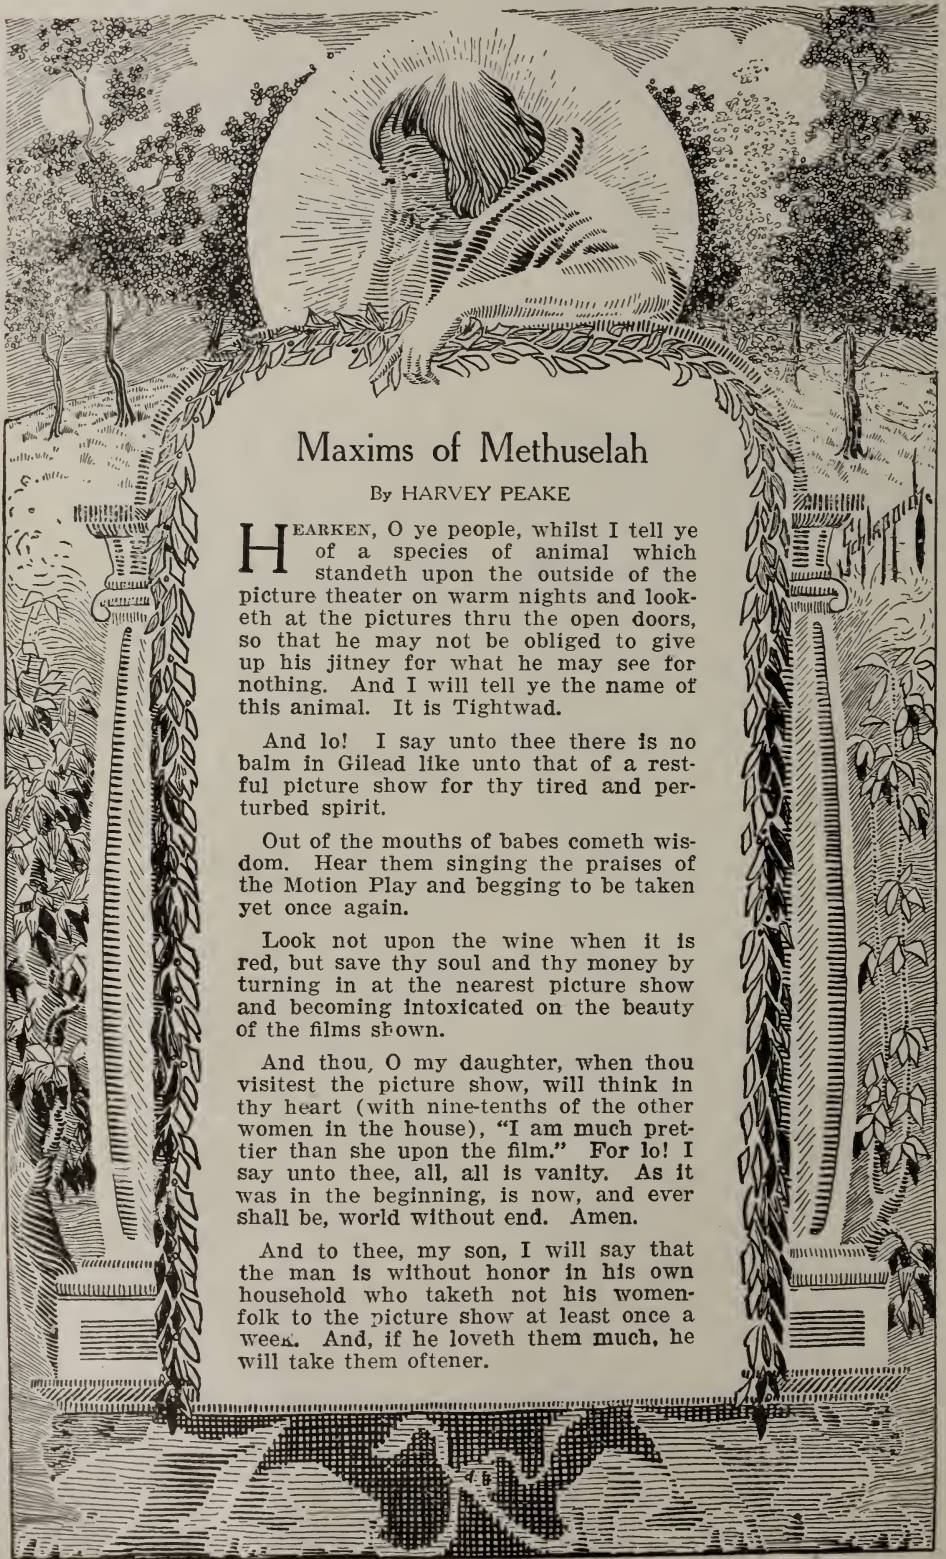 Maxims of Methuselah
By HARVEY PEAKE
HEARKEN, O ye people, whilst I tell ye
of a species of animal which
standeth upon the outside of the
picture theater on warm nights and look-
eth at the pictures thru the open doors,
so that he may not be obliged to give
up his jitney for what he may see for
nothing. And I will tell ye the name of
this animal. It is Tightwad.
And lo! I say unto thee there is no
balm in Gilead like unto that of a rest-
ful picture show for thy tired and per-
turbed spirit.
Out of the mouths of babes cometh wis-
dom. Hear them singing the praises of
the Motion Play and begging to be taken
yet once again.
Look not upon the wine when it is
red, but save thy soul and thy money by
turning in at the nearest picture show
and becoming intoxicated on the beauty
of the films shown.
And thou, O my daughter, when thou
visitest the picture show, will think in
thy heart (with nine-tenths of the other
women in the house), “I am much pret-
tier than she upon the film.” For lo! I
say unto thee, all, all is vanity. As it
was in the beginning, is now, and ever
shall be, world without end. Amen.
And to thee, my son, I will say that
the man is without honor in his own
household who taketh not his women-
folk to the picture show at least once a
week. And, if he loveth them much, he
will take them oftener.